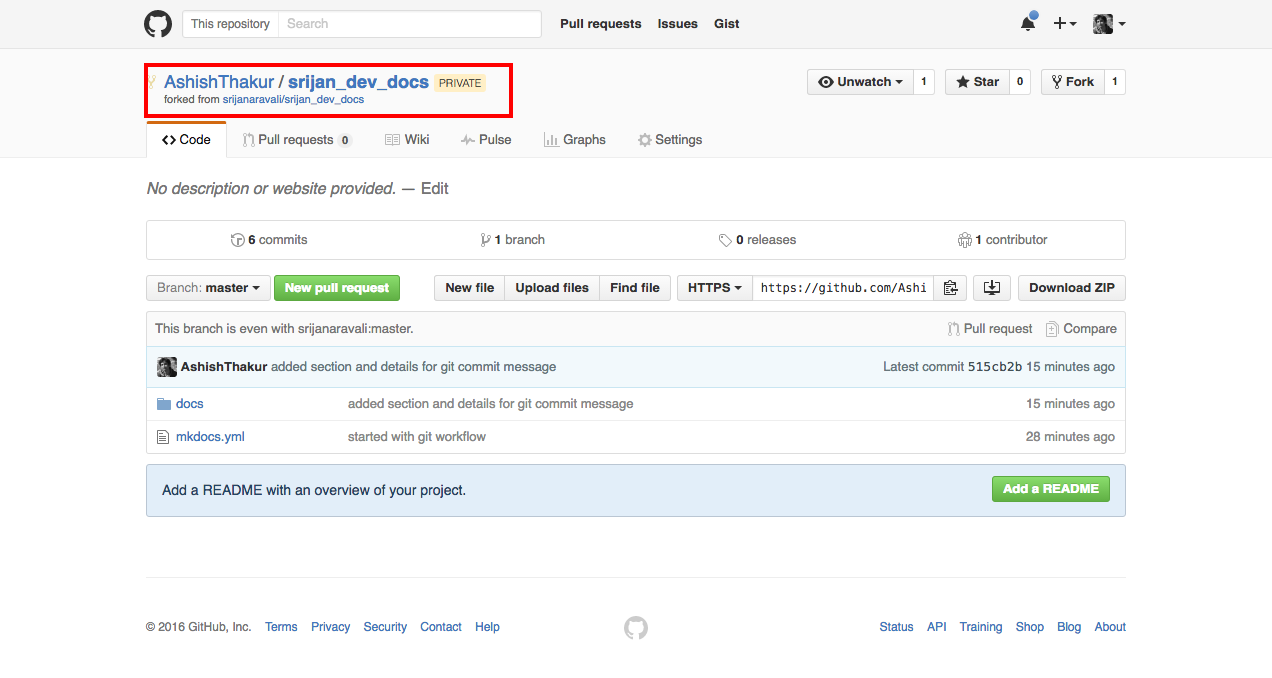 This repository Search Pull requests Issues Gist
AshishThakur / srijan_dev_docs PRIVATE
Unwatch 1 Star 0 Fork 1
forked from srijanaravali/srijan_dev_docs
Code Pull requests 0 Wiki Pulse Graphs Settings
No description or website provided. — Edit
6 commits 1 branch 0 releases 1 contributor
Branch: master New pull request New file Upload files Find file HTTPS https://github.com/Ashi Download ZIP
This branch is even with srijanaravali:master. Pull request Compare
AshishThakur added section and details for git commit message Latest commit 515cb2b 15 minutes ago
docs added section and details for git commit message 15 minutes ago
mkdocs.yml started with git workflow 28 minutes ago
Add a README with an overview of your project. Add a README
© 2016 GitHub, Inc. Terms Privacy Security Contact Help Status API Training Shop Blog About